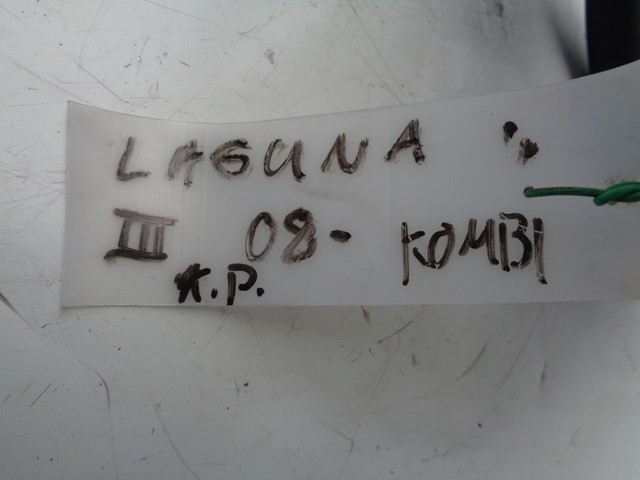 LAGUNA
III 08- KOMBI
K.P.